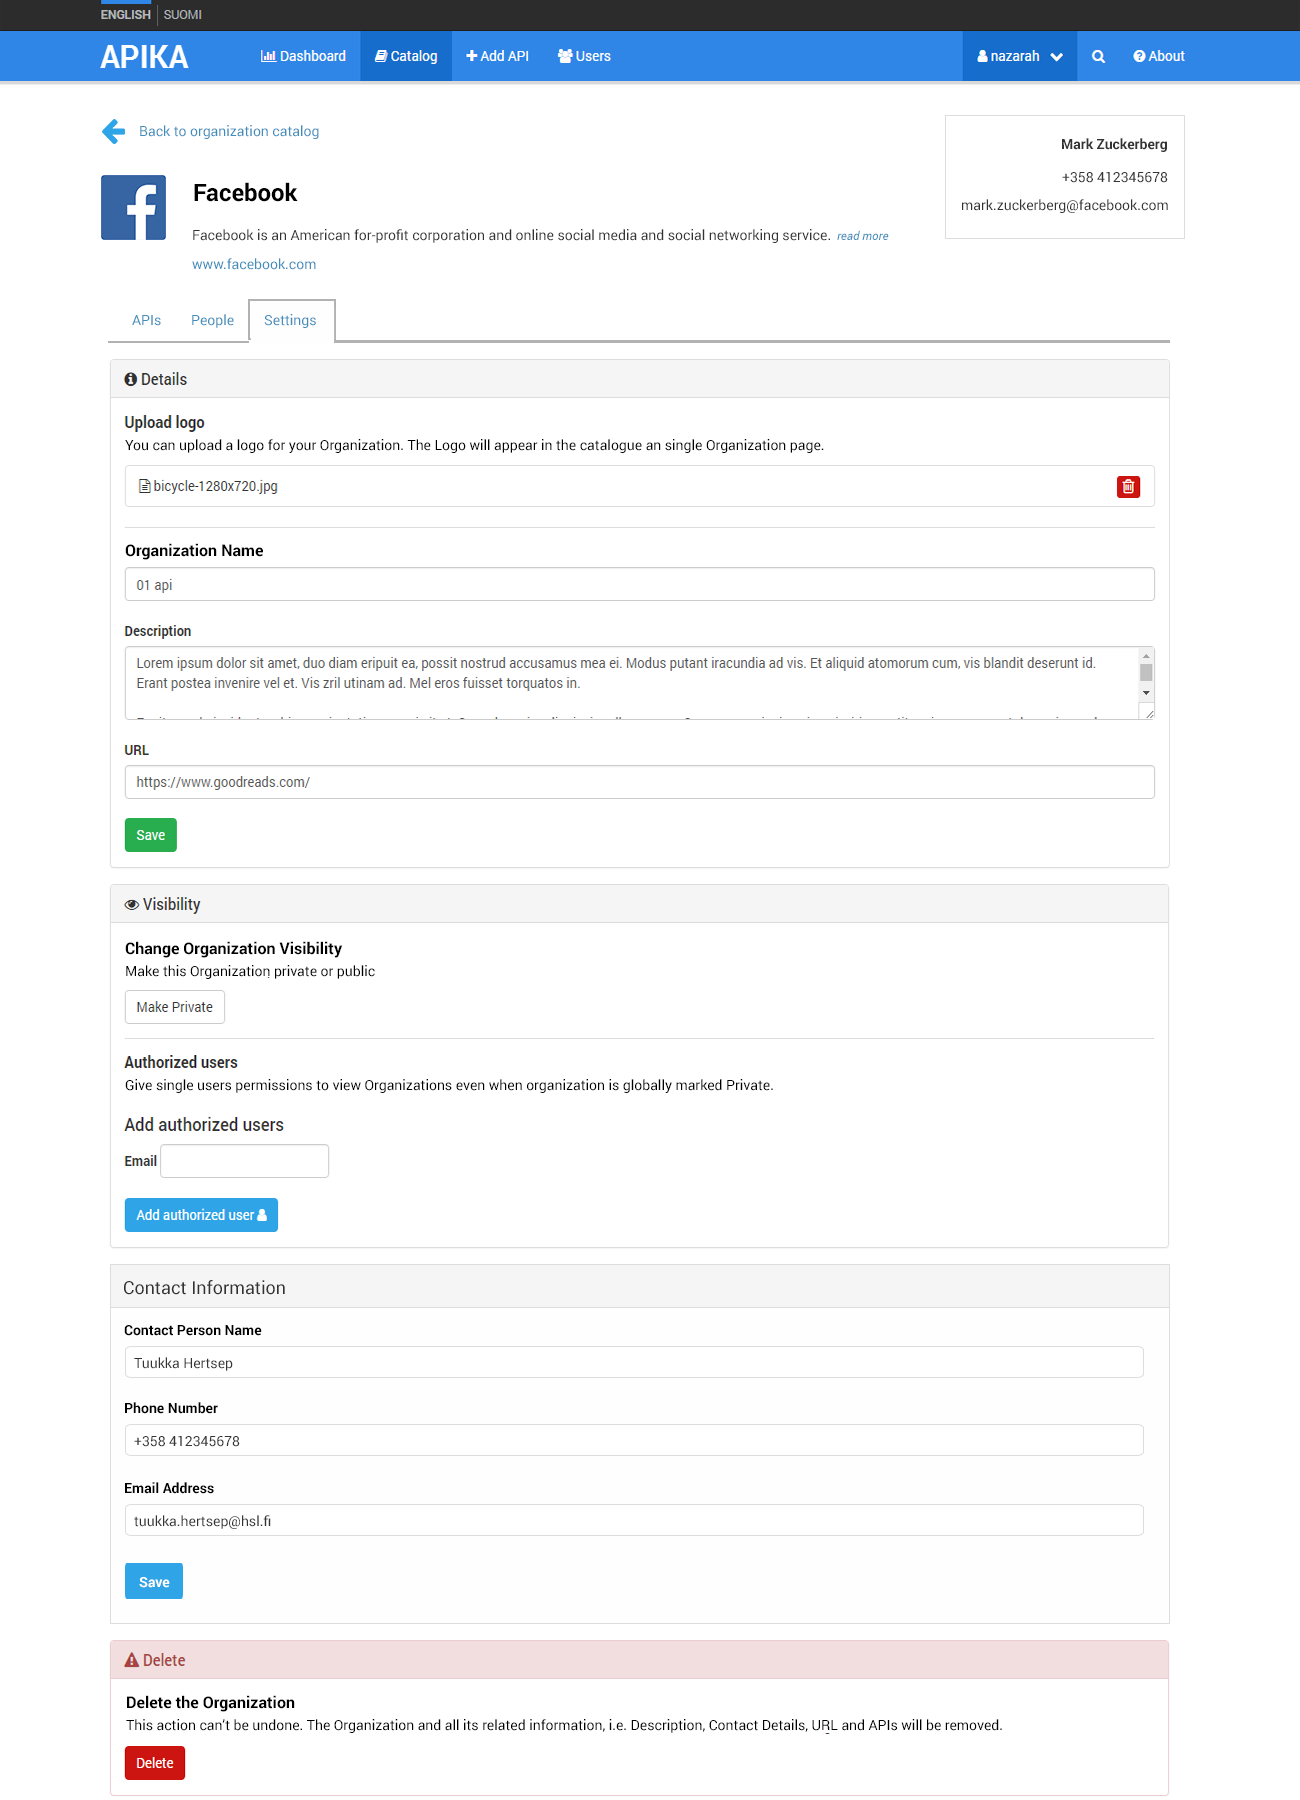 ENGLISH SUOMI
APIKA Dashboard Catalog Add API Users nazarah About
Back to organization catalog
Mark Zuckerberg
+358 412345678
mark.zuckerberg@facebook.com
Facebook
Facebook is an American for-profit corporation and online social media and social networking service. read more
www.facebook.com
APIs People Settings
Details
Upload logo
You can upload a logo for your Organization. The Logo will appear in the catalogue an single Organization page.
bicycle-1280x720.jpg
Organization Name
01 api
Description
Lorem ipsum dolor sit amet, duo diam eripuit ea, possit nostrud accusamus mea ei. Modus putant iracundia ad vis. Et aliquid atomorum cum, vis blandit deserunt id.
Erant postea invenire vel et. Vis zril utinam ad. Mel eros fuisset torquatos in.
URL
https://www.goodreads.com/
Save
Visibility
Change Organization Visibility
Make this Organization private or public
Make Private
Authorized users
Give single users permissions to view Organizations even when organization is globally marked Private.
Add authorized users
Email
Add authorized user
Contact Information
Contact Person Name
Tuukka Hertsep
Phone Number
+358 412345678
Email Address
tuukka.hertsep@hsl.fi
Save
Delete
Delete the Organization
This action can't be undone. The Organization and all its related information, i.e. Description, Contact Details, URL and APIs will be removed.
Delete